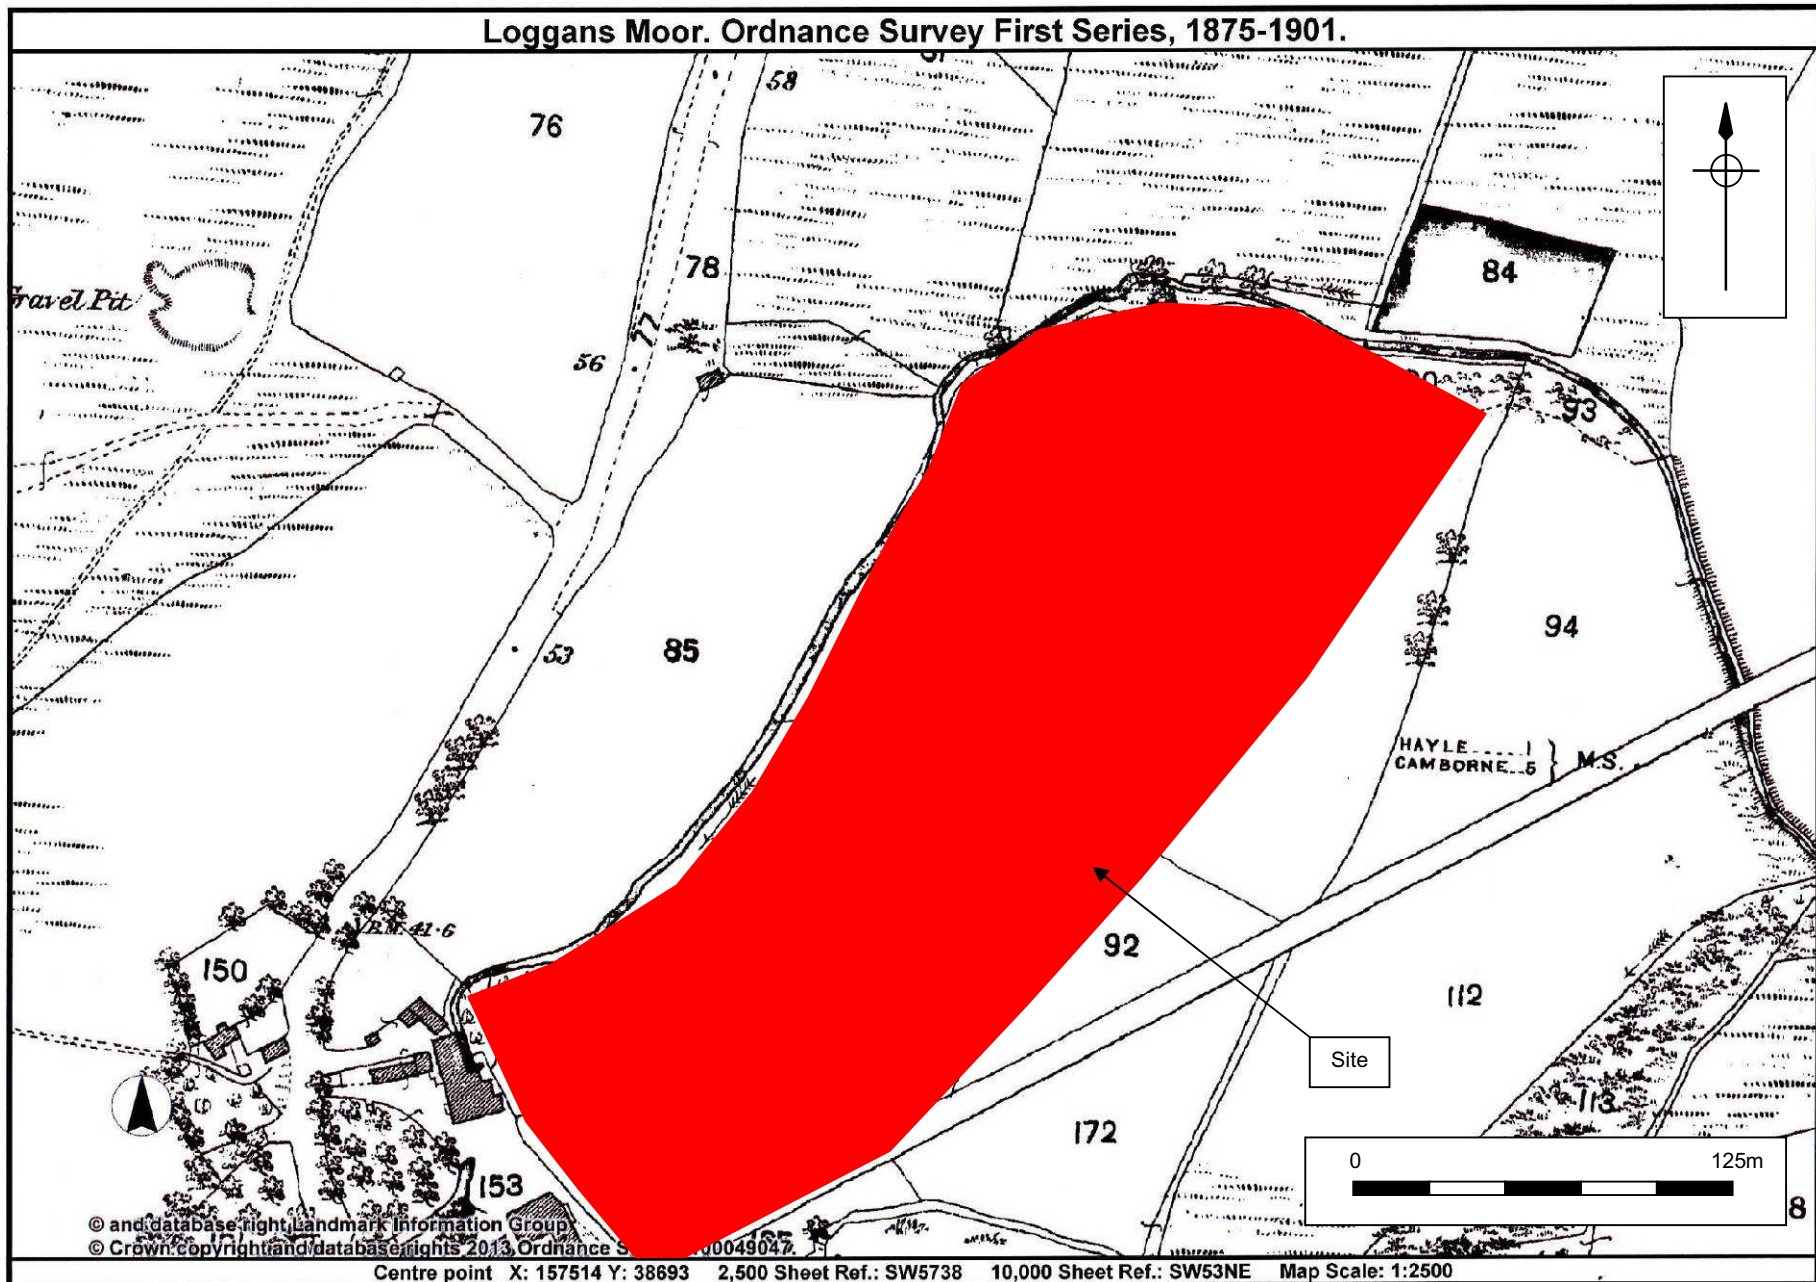 Loggans Moor. Ordnance Survey First Series, 1875-1901.
58
76
78
84
Gravel Pit
77
56
93
94
85
53
HAYLE 1
CAMBORNE 5
M.S.
B.M. 41·6
92
150
112
Site
113
172
0 125m
153
8
© and database right Landmark Information Group
© Crown copyright and database rights 2013 Ordnance 100049047
Centre point X: 157514 Y: 38693 2,500 Sheet Ref.: SW5738 10,000 Sheet Ref.: SW53NE Map Scale: 1:2500